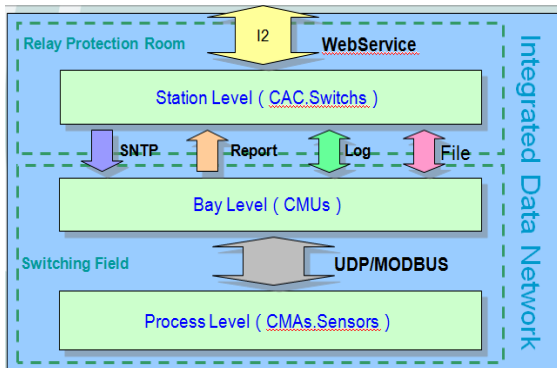 I2
WebService
Relay Protection Room
Station Level ( CAC.Switchs )
SNTP
Report
Log
File
Bay Level ( CMUs )
Switching Field
UDP/MODBUS
Process Level ( CMAs.Sensors )
Integrated Data Network